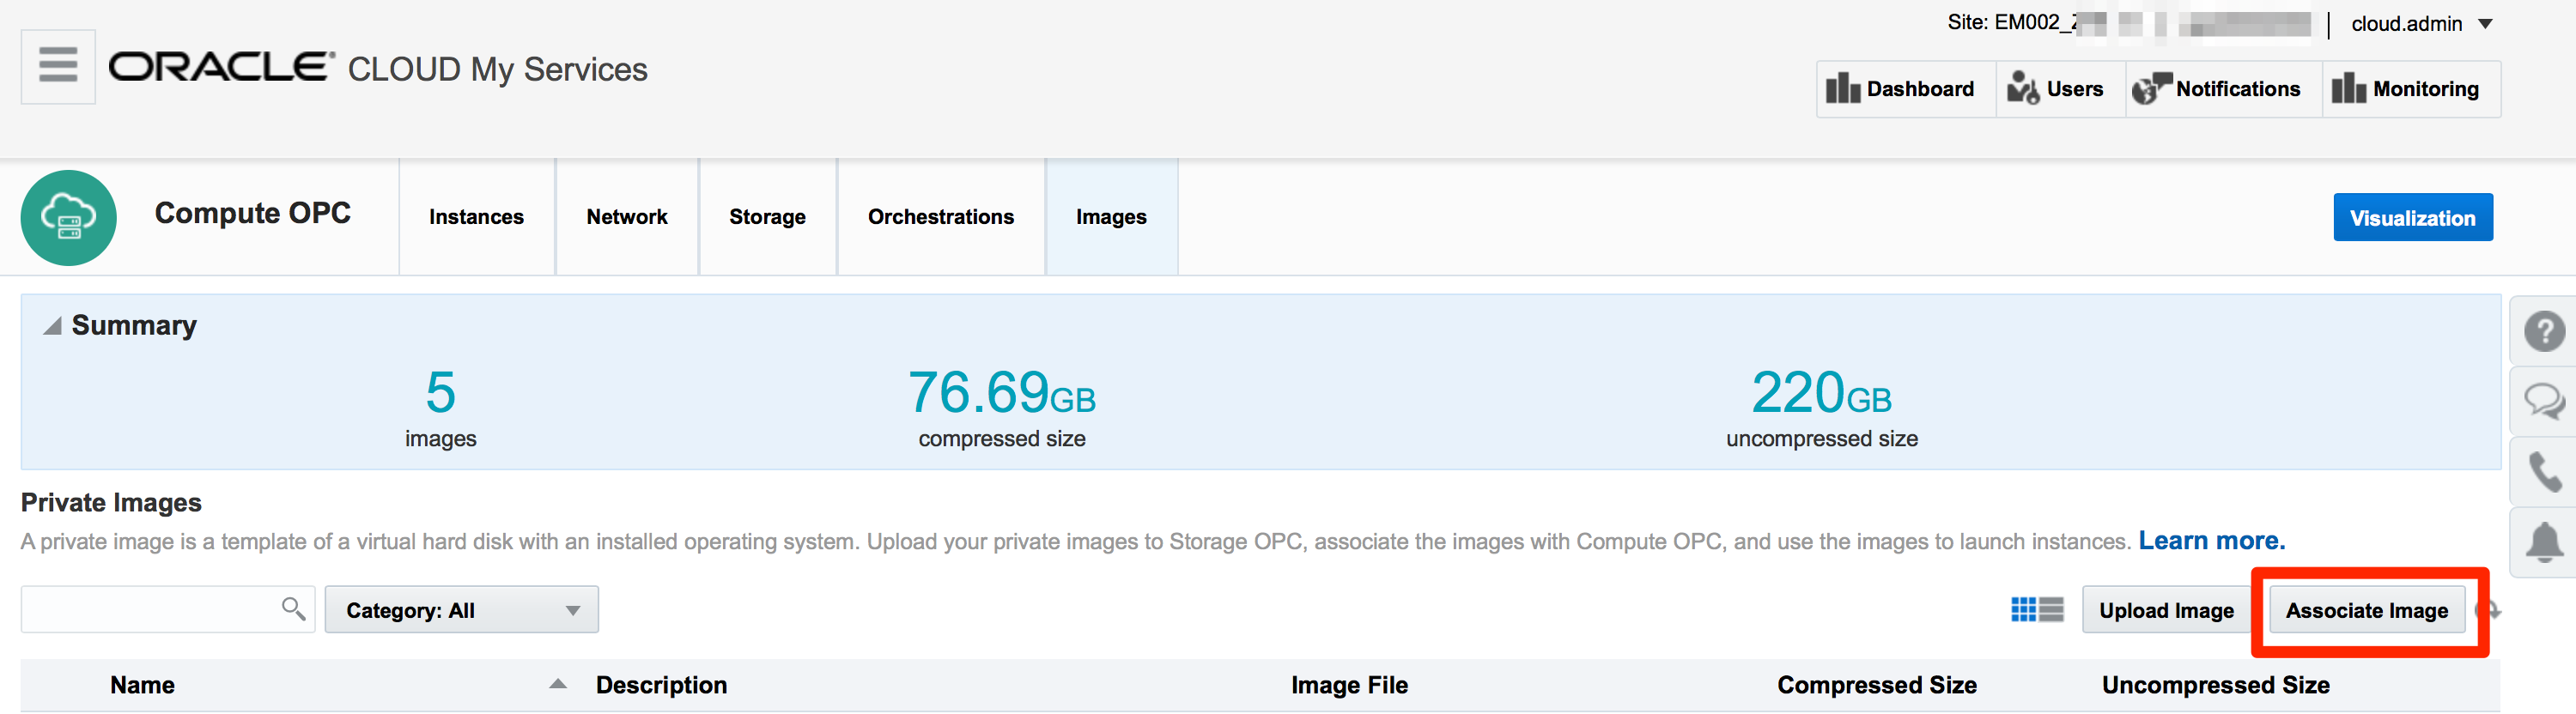 Site: EM002_
cloud.admin
ORACLE CLOUD My Services
Dashboard
Users
Notifications
Monitoring
Compute OPC
Instances
Network
Storage
Orchestrations
Images
Visualization
Summary
5
images
76.69GB
compressed size
220GB
uncompressed size
Private Images
A private image is a template of a virtual hard disk with an installed operating system. Upload your private images to Storage OPC, associate the images with Compute OPC, and use the images to launch instances. Learn more.
Category: All
Upload Image
Associate Image
Name
Description
Image File
Compressed Size
Uncompressed Size